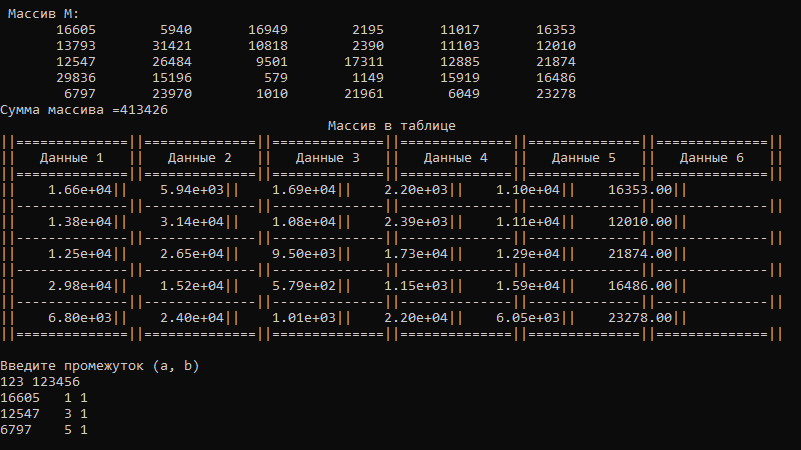 Массив M:
16605 5940 16949 2195 11017 16353
13793 31421 10818 2390 11103 12010
12547 26484 9501 17311 12885 21874
29836 15196 579 1149 15919 16486
6797 23970 1010 21961 6049 23278
Сумма массива =413426
Массив в таблице
||==============||==============||==============||==============||==============||==============||
|| Данные 1 || Данные 2 || Данные 3 || Данные 4 || Данные 5 || Данные 6 ||
||==============||==============||==============||==============||==============||==============||
|| 1.66e+04|| 5.94e+03|| 1.69e+04|| 2.20e+03|| 1.10e+04|| 16353.00||
||--------------||--------------||--------------||--------------||--------------||--------------||
|| 1.38e+04|| 3.14e+04|| 1.08e+04|| 2.39e+03|| 1.11e+04|| 12010.00||
||--------------||--------------||--------------||--------------||--------------||--------------||
|| 1.25e+04|| 2.65e+04|| 9.50e+03|| 1.73e+04|| 1.29e+04|| 21874.00||
||--------------||--------------||--------------||--------------||--------------||--------------||
|| 2.98e+04|| 1.52e+04|| 5.79e+02|| 1.15e+03|| 1.59e+04|| 16486.00||
||--------------||--------------||--------------||--------------||--------------||--------------||
|| 6.80e+03|| 2.40e+04|| 1.01e+03|| 2.20e+04|| 6.05e+03|| 23278.00||
||==============||==============||==============||==============||==============||==============||
Введите промежуток (a, b)
123 123456
16605 1 1
12547 3 1
6797 5 1